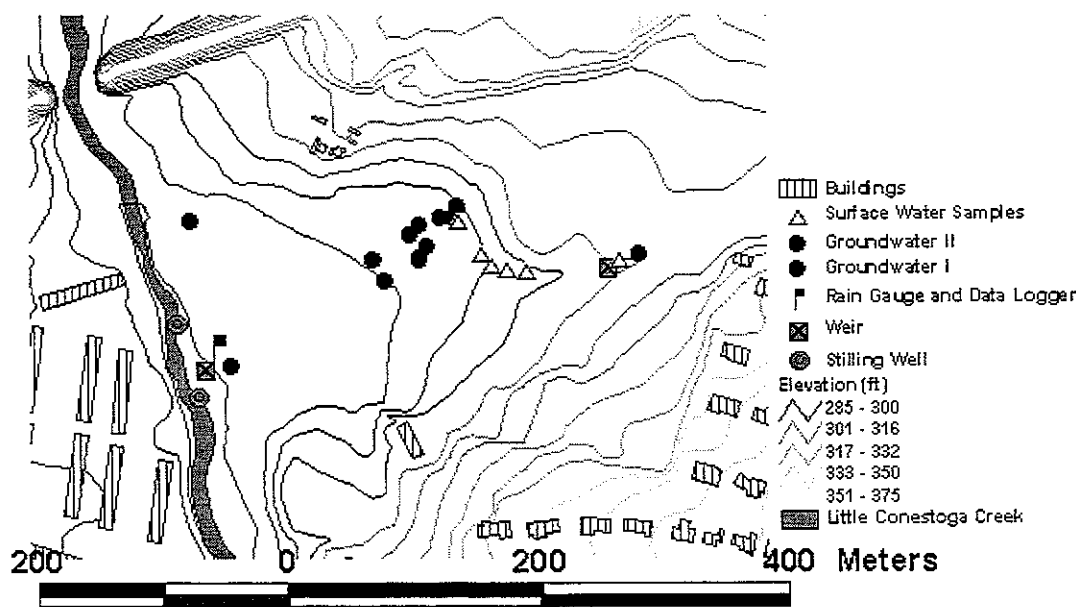 Buildings
Surface Water Samples
Groundwater II
Groundwater I
Rain Gauge and Data Logger
Weir
Stilling Well
Elevation (ft)
285 - 300
301 - 316
317 - 332
333 - 350
351 - 375
Little Conestoga Creek
200 0 200 400 Meters